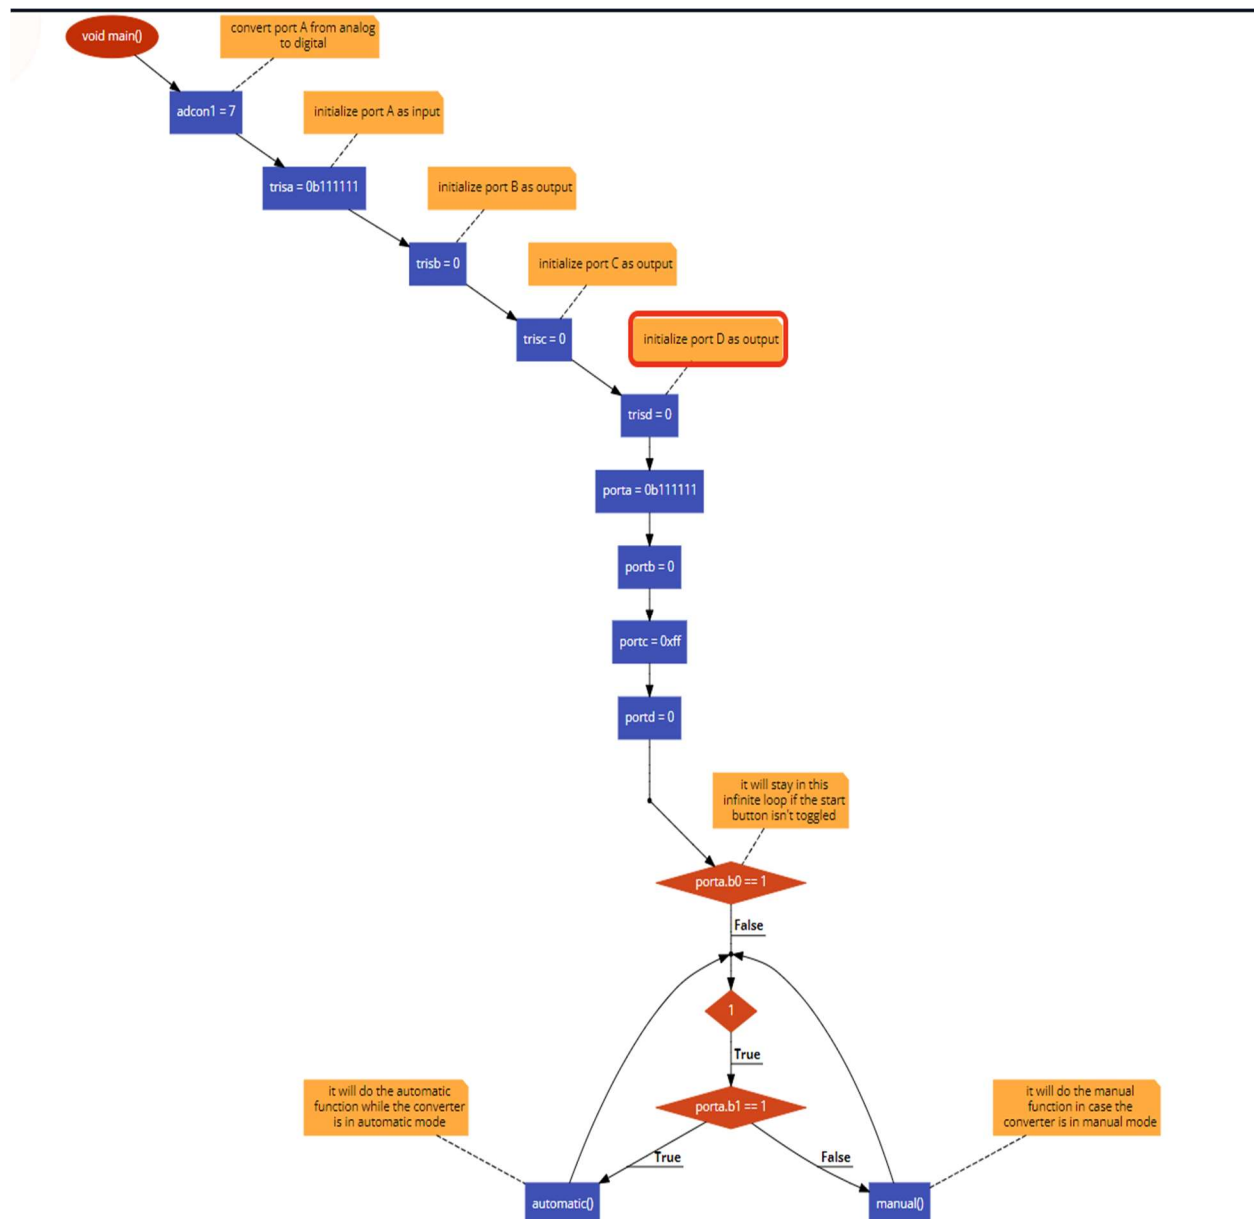 void main()
convert port A from analog
to digital
adcon1 = 7
initialize port A as input
trisa = 0b111111
initialize port B as output
trisb = 0
initialize port C as output
trisc = 0
initialize port D as output
trisd = 0
porta = 0b111111
portb = 0
portc = 0xff
portd = 0
it will stay in this
infinite loop if the start
button isn't toggled
porta.b0 == 1
False
1
True
porta.b1 == 1
it will do the automatic
function while the converter
is in automatic mode
it will do the manual
function in case the
converter is in manual mode
True
False
automatic()
manual()